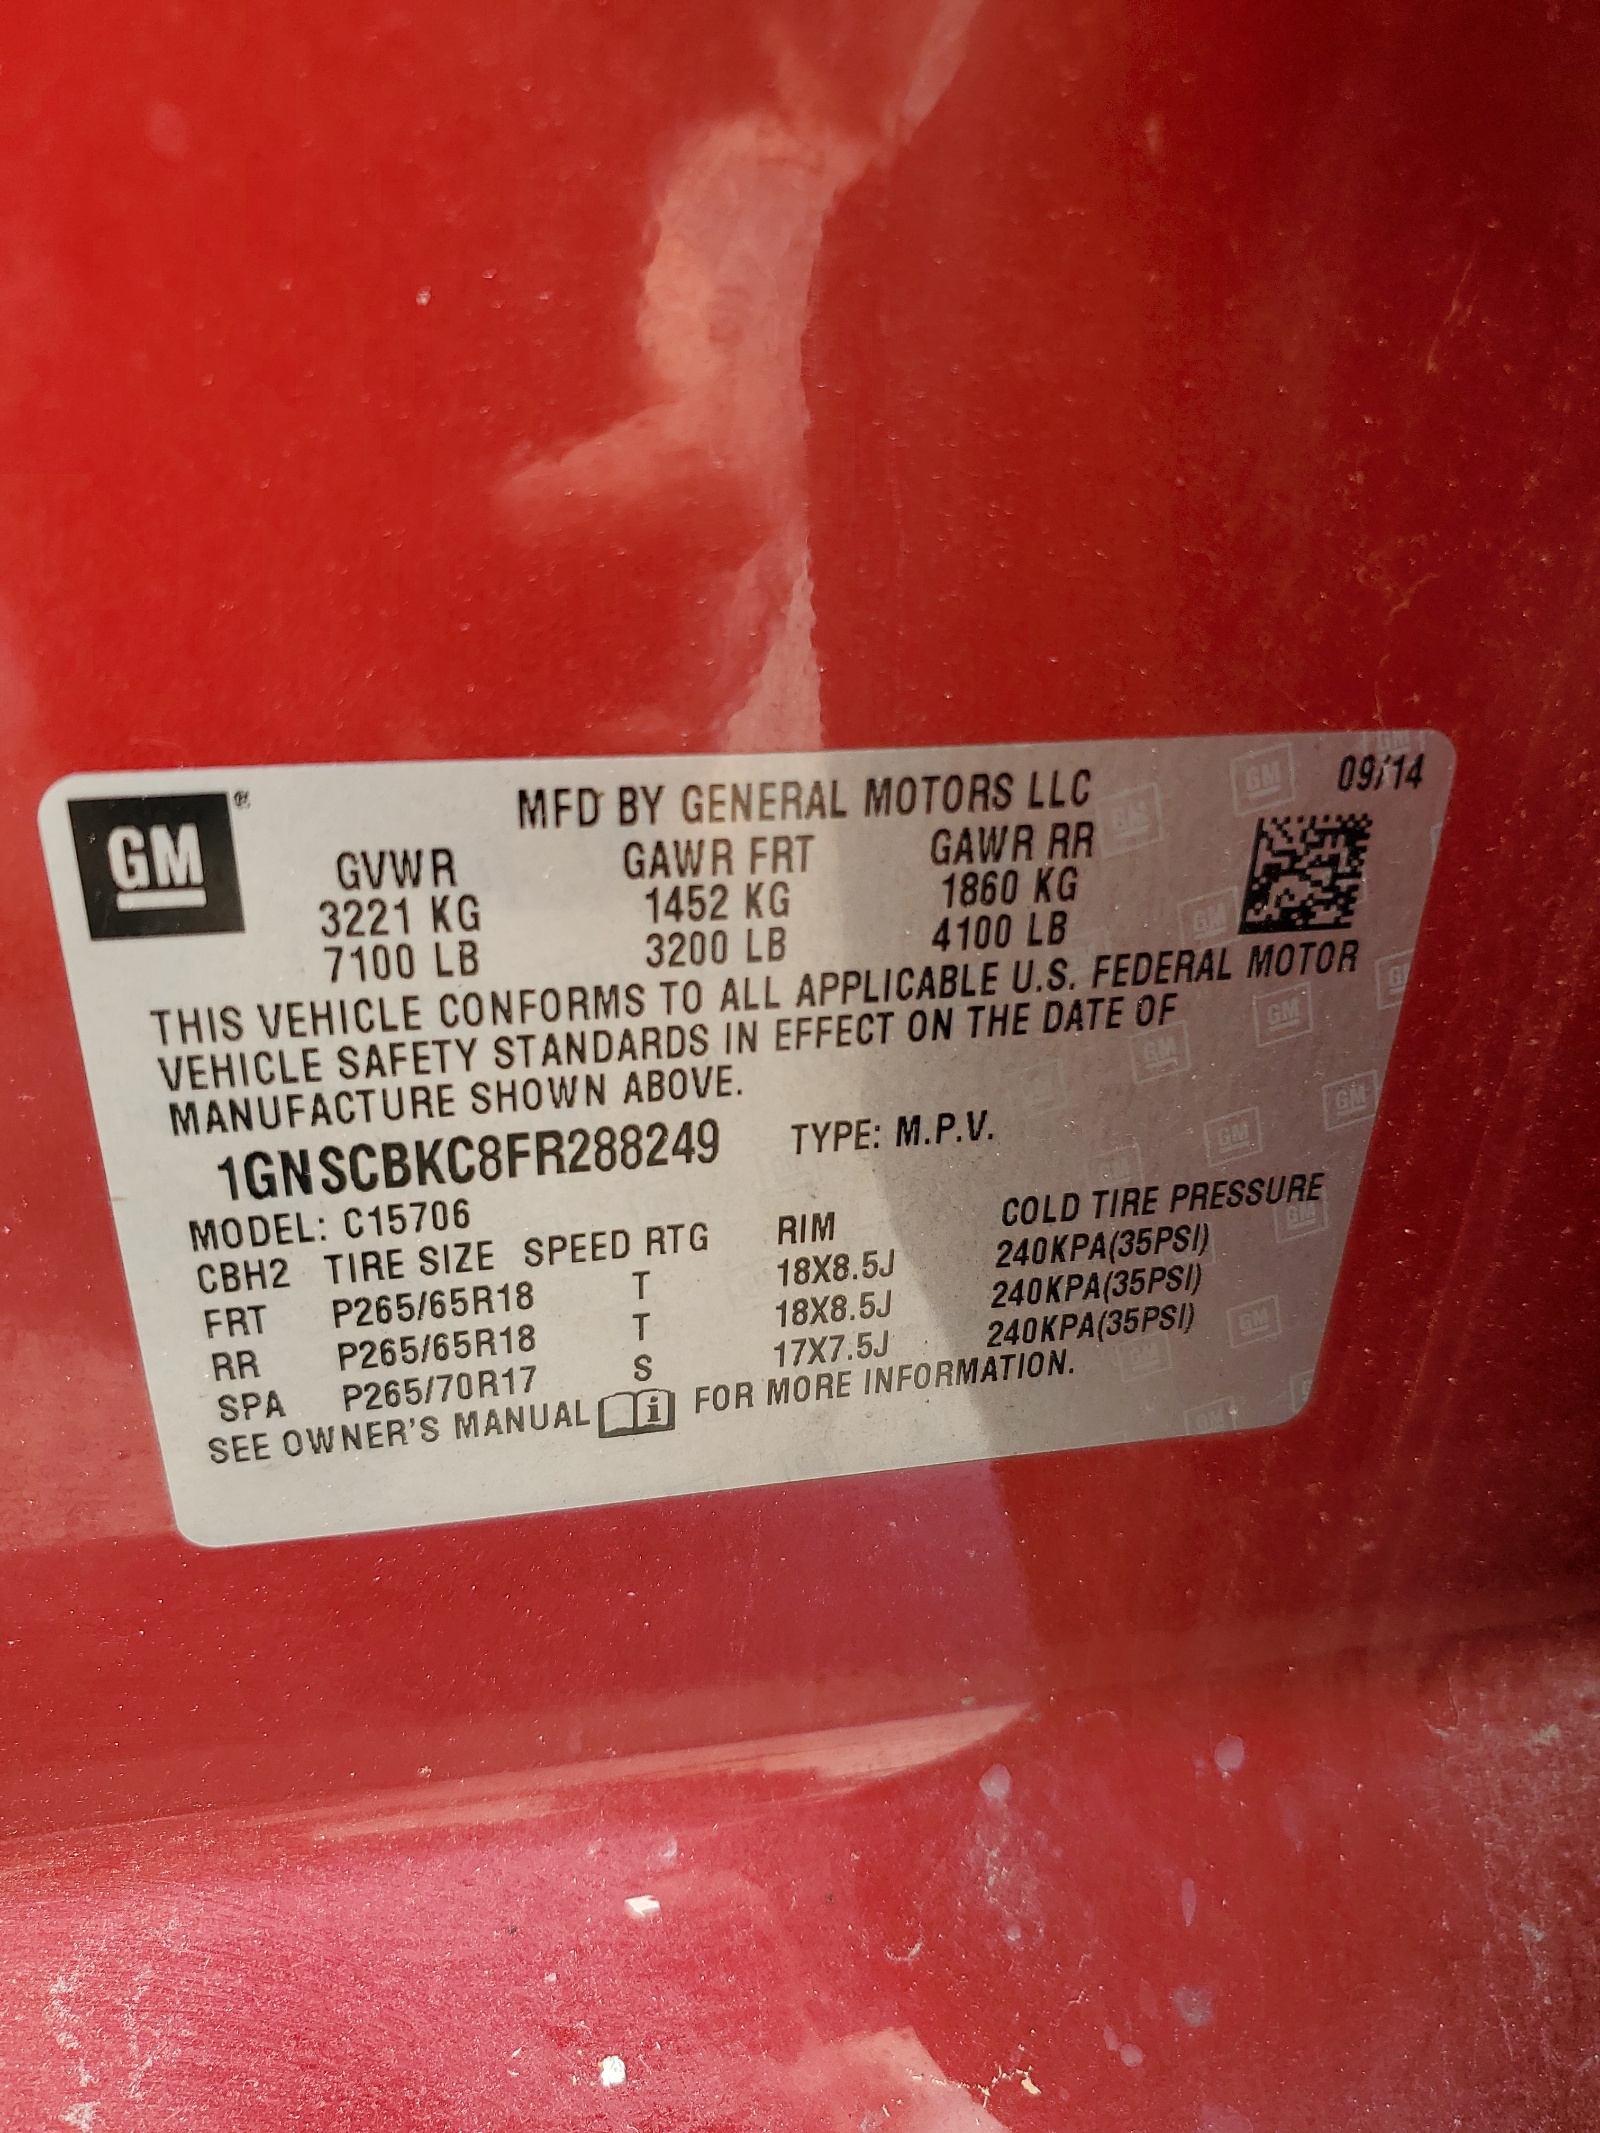 GM ®
MFD BY GENERAL MOTORS LLC 09/14
GVWR GAWR FRT GAWR RR
3221 KG 1452 KG 1860 KG
7100 LB 3200 LB 4100 LB
THIS VEHICLE CONFORMS TO ALL APPLICABLE U.S. FEDERAL MOTOR
VEHICLE SAFETY STANDARDS IN EFFECT ON THE DATE OF
MANUFACTURE SHOWN ABOVE.
1GNSCBKC8FR288249 TYPE: M.P.V.
MODEL: C15706
CBH2 TIRE SIZE SPEED RTG RIM COLD TIRE PRESSURE
FRT P265/65R18 T 18X8.5J 240KPA(35PSI)
RR P265/65R18 T 18X8.5J 240KPA(35PSI)
SPA P265/70R17 S 17X7.5J 240KPA(35PSI)
SEE OWNER'S MANUAL i FOR MORE INFORMATION.